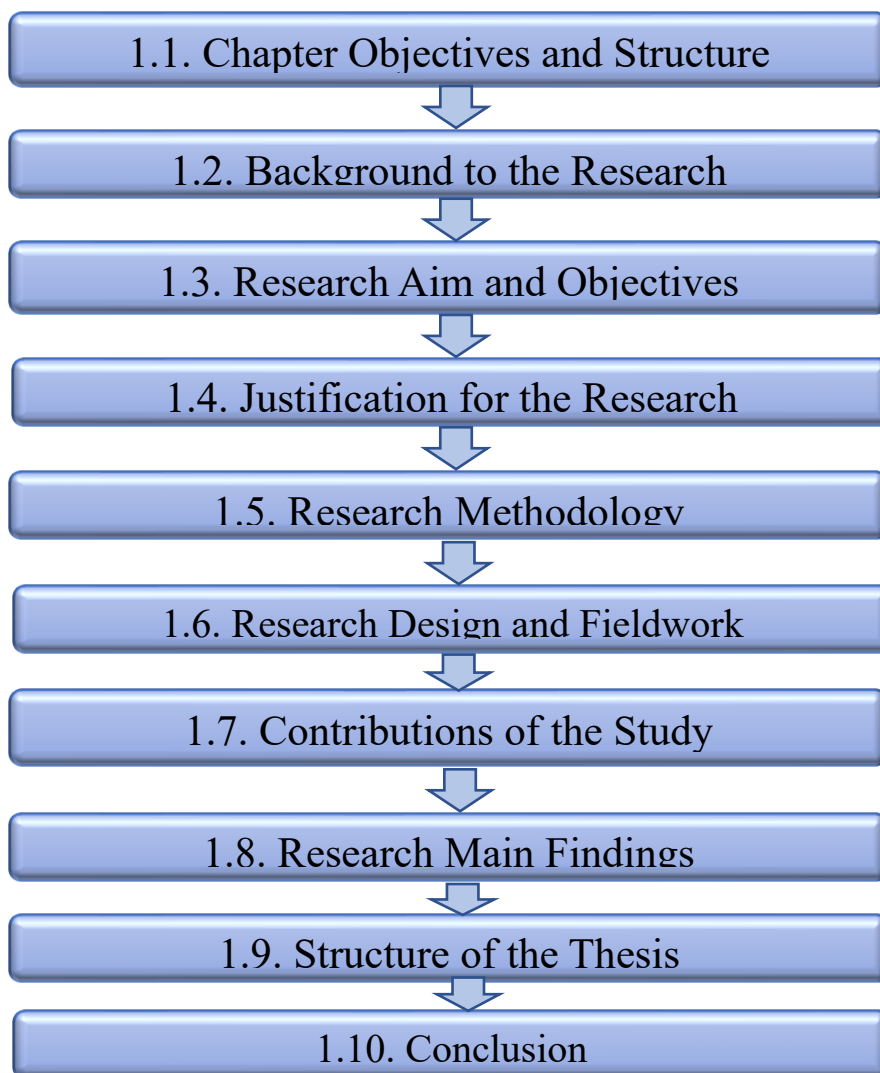 1.1. Chapter Objectives and Structure
1.2. Background to the Research
1.3. Research Aim and Objectives
1.4. Justification for the Research
1.5. Research Methodology
1.6. Research Design and Fieldwork
1.7. Contributions of the Study
1.8. Research Main Findings
1.9. Structure of the Thesis
1.10. Conclusion